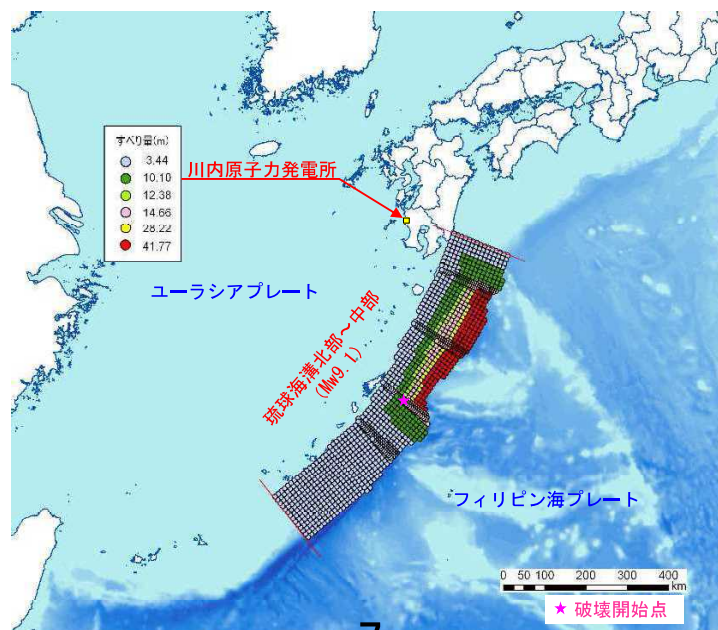 すべり量(m)
3.44
10.10
12.38
14.66
28.22
41.77
川内原子力発電所
ユーラシアプレート
琉球海溝北部～中部
(Mw9.1)
フィリピン海プレート
0 50 100 200 300 400
km
★ 破壊開始点